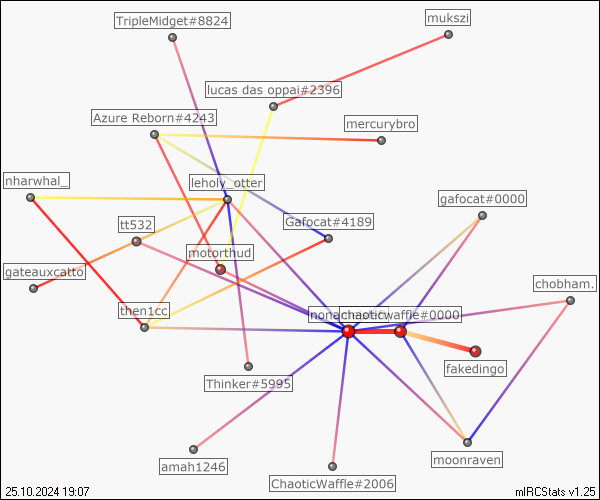 TripleMidget#8824
mukszi
lucas das oppai#2396
Azure Reborn#4243
mercurybro
nharwhal_
leholy_otter
gafocat#0000
tt532
Gafocat#4189
motorthud
gateauxcatto
chobham.
then1cc
chaoticwaffle#0000
fakedingo
Thinker#5995
moonraven
amah1246
ChaoticWaffle#2006
25.10.2024 19:07
mIRCStats v1.25